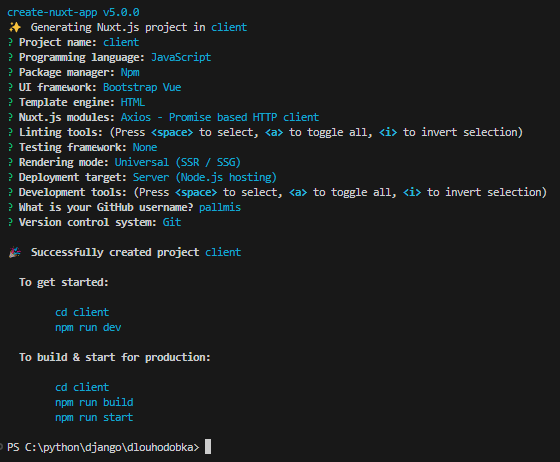 create-nuxt-app v5.0.0
✨ Generating Nuxt.js project in client
? Project name: client
? Programming language: JavaScript
? Package manager: Npm
? UI framework: Bootstrap Vue
? Template engine: HTML
? Nuxt.js modules: Axios - Promise based HTTP client
? Linting tools: (Press <space> to select, <a> to toggle all, <i> to invert selection)
? Testing framework: None
? Rendering mode: Universal (SSR / SSG)
? Deployment target: Server (Node.js hosting)
? Development tools: (Press <space> to select, <a> to toggle all, <i> to invert selection)
? What is your GitHub username? pallmis
? Version control system: Git
🎉 Successfully created project client
To get started:
cd client
npm run dev
To build & start for production:
cd client
npm run build
npm run start
PS C:\python\django\dlouhodobka>